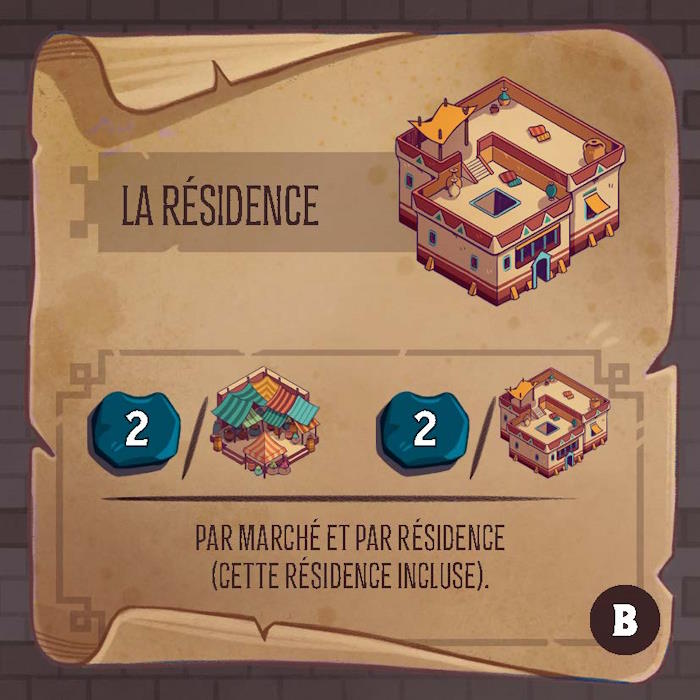 LA RÉSIDENCE
2 / 2 /
PAR MARCHÉ ET PAR RÉSIDENCE
(CETTE RÉSIDENCE INCLUSE).
B